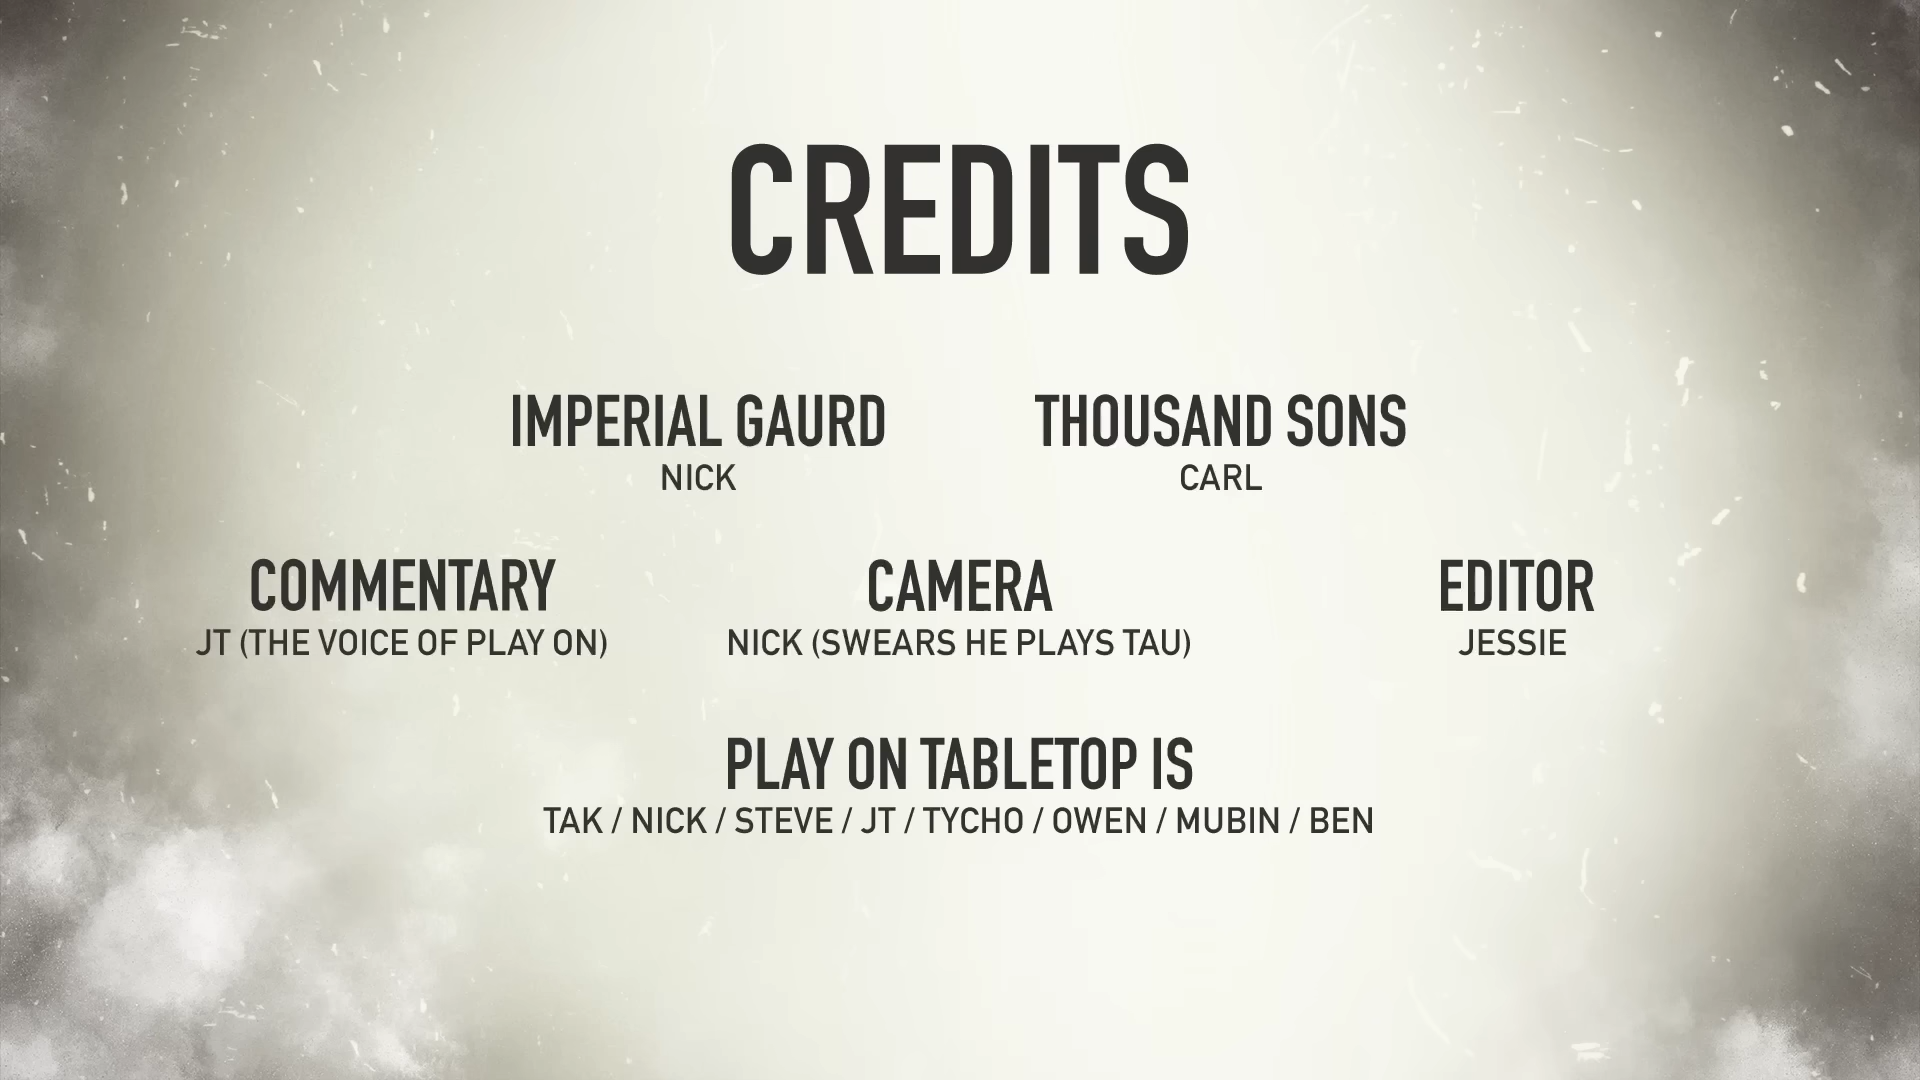 CREDITS
IMPERIAL GAURD
NICK
THOUSAND SONS
CARL
COMMENTARY
JT (THE VOICE OF PLAY ON)
CAMERA
NICK (SWEARS HE PLAYS TAU)
EDITOR
JESSIE
PLAY ON TABLETOP IS
TAK / NICK / STEVE / JT / TYCHO / OWEN / MUBIN / BEN